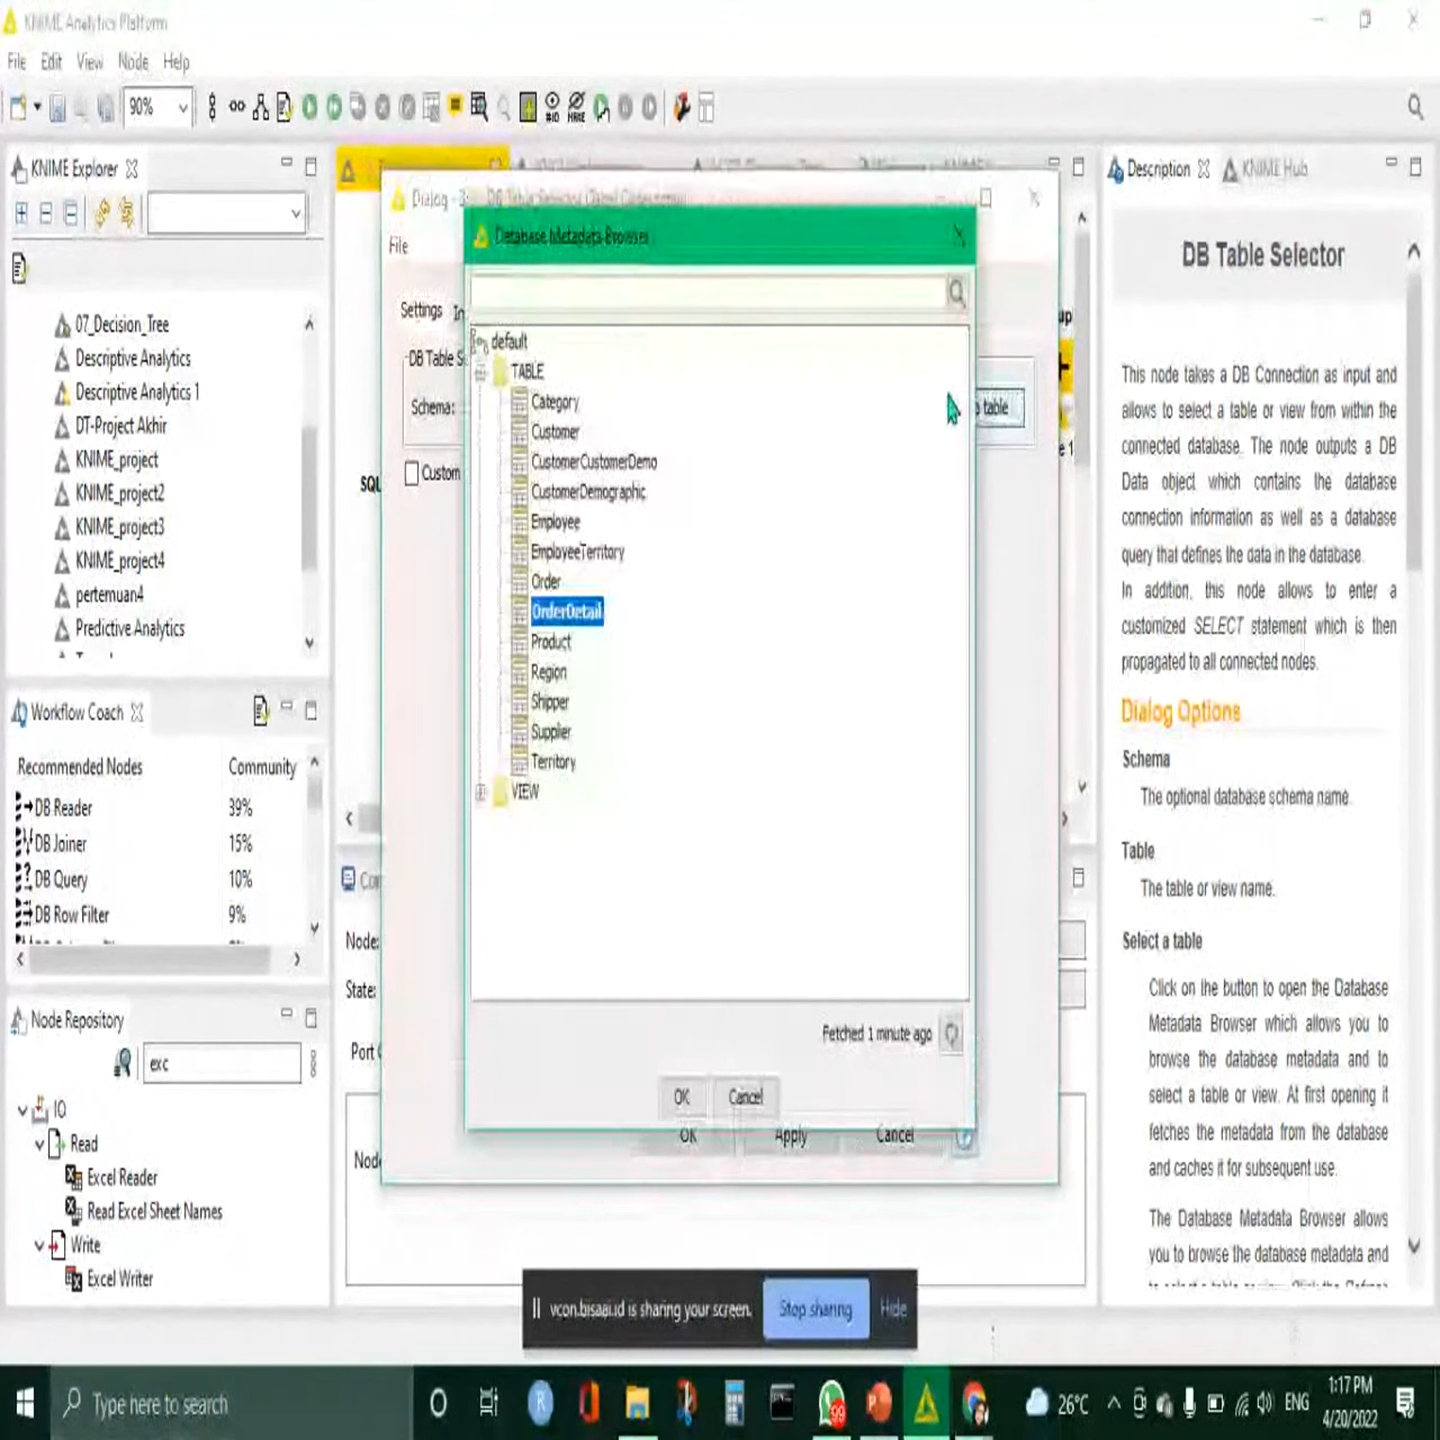 KNIME Analytics Platform
File Edit View Node Help
90%
KNIME Explorer
07_Decision_Tree
Descriptive Analytics
Descriptive Analytics 1
DT-Project Akhir
KNIME_project
KNIME_project2
KNIME_project3
KNIME_project4
pertemuan4
Predictive Analytics
Workflow Coach
Recommended Nodes Community
DB Reader 39%
DB Joiner 15%
DB Query 10%
DB Row Filter 9%
Node Repository
exc
IO
Read
Excel Reader
Read Excel Sheet Names
Write
Excel Writer
Dialog - DB Table Selector
File
Settings
DB Table S
Schema:
Custom
SQL
table
Database Metadata Browser
default
TABLE
Category
Customer
CustomerCustomerDemo
CustomerDemographic
Employee
EmployeeTerritory
Order
OrderDetail
Product
Region
Shipper
Supplier
Territory
VIEW
Fetched 1 minute ago
OK Cancel
OK Apply Cancel
Node:
State:
Port
Node
Description KNIME Hub
DB Table Selector
This node takes a DB Connection as input and
allows to select a table or view from within the
connected database. The node outputs a DB
Data object which contains the database
connection information as well as a database
query that defines the data in the database.
In addition, this node allows to enter a
customized SELECT statement which is then
propagated to all connected nodes.
Dialog Options
Schema
The optional database schema name.
Table
The table or view name.
Select a table
Click on the button to open the Database
Metadata Browser which allows you to
browse the database metadata and to
select a table or view. At first opening it
fetches the metadata from the database
and caches it for subsequent use.
The Database Metadata Browser allows
you to browse the database metadata and
vcon.bisaai.id is sharing your screen. Stop sharing Hide
Type here to search
99
26°C
ENG
1:17 PM
4/20/2022